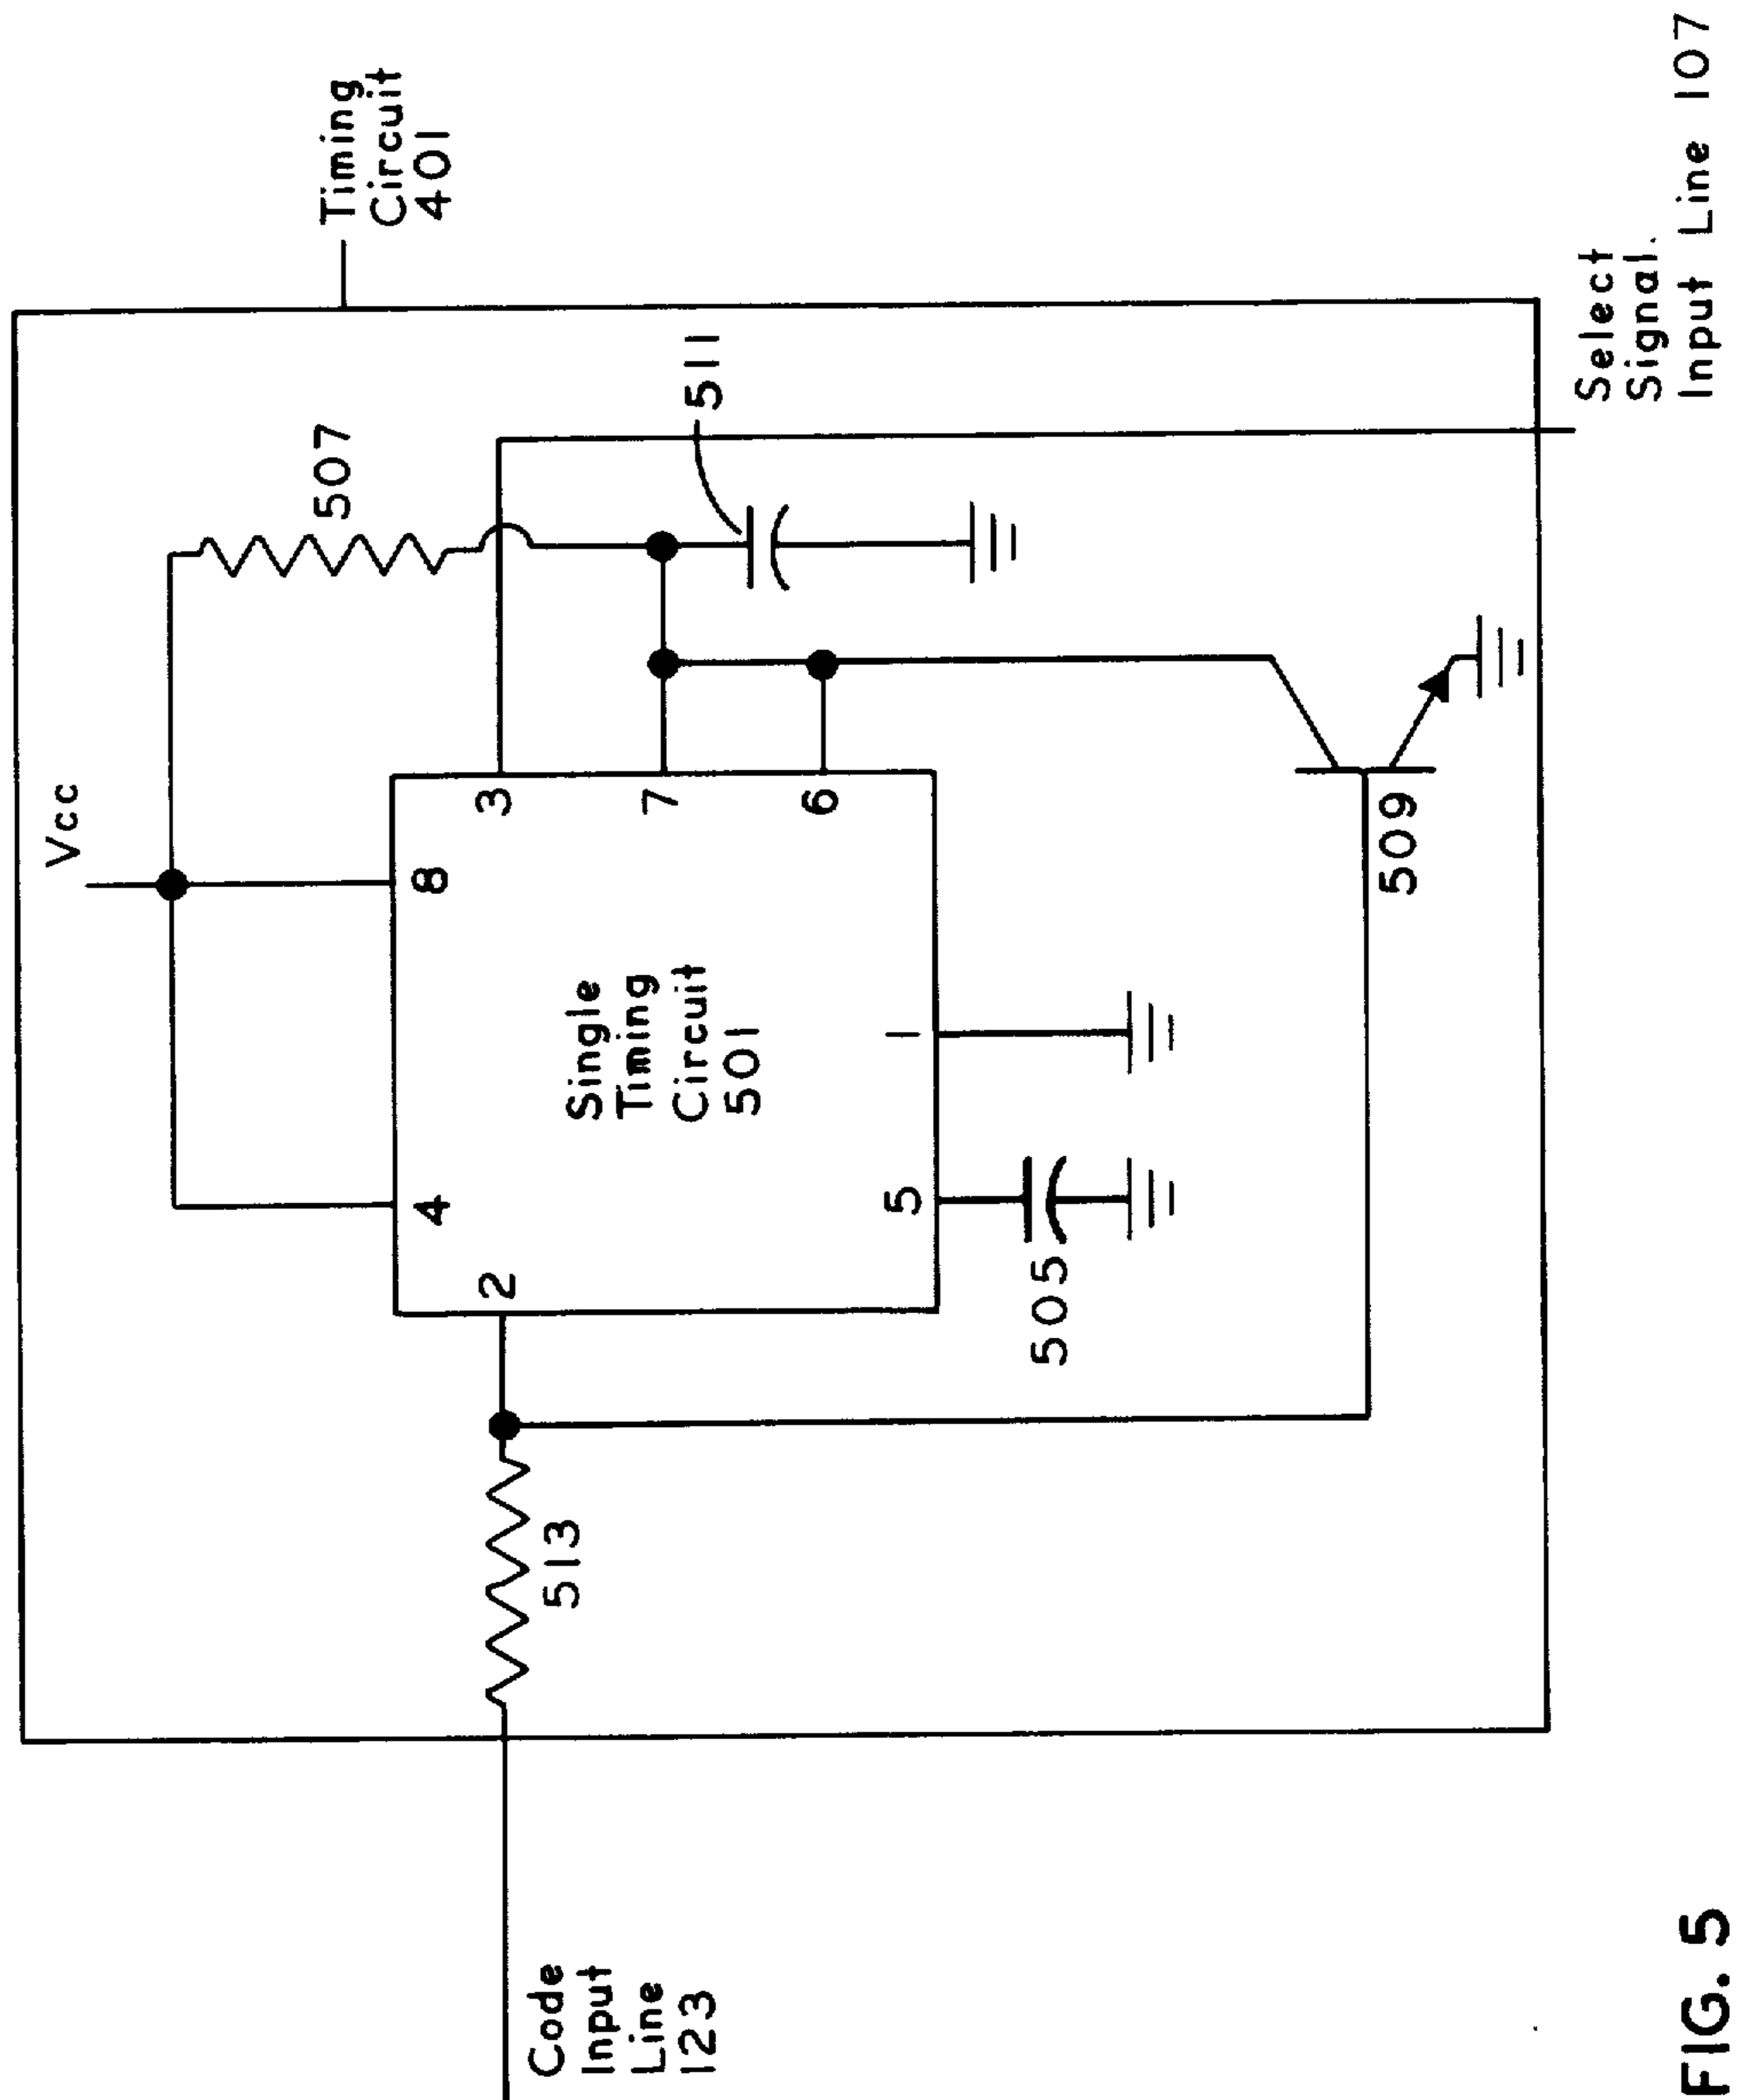 Vcc
Timing
Circuit
401
507
4
8
2
3
Single
Timing
Circuit
501
7
511
6
513
5
1
505
509
Code
Input
Line
123
Select
Signal.
Input Line 107
FIG. 5